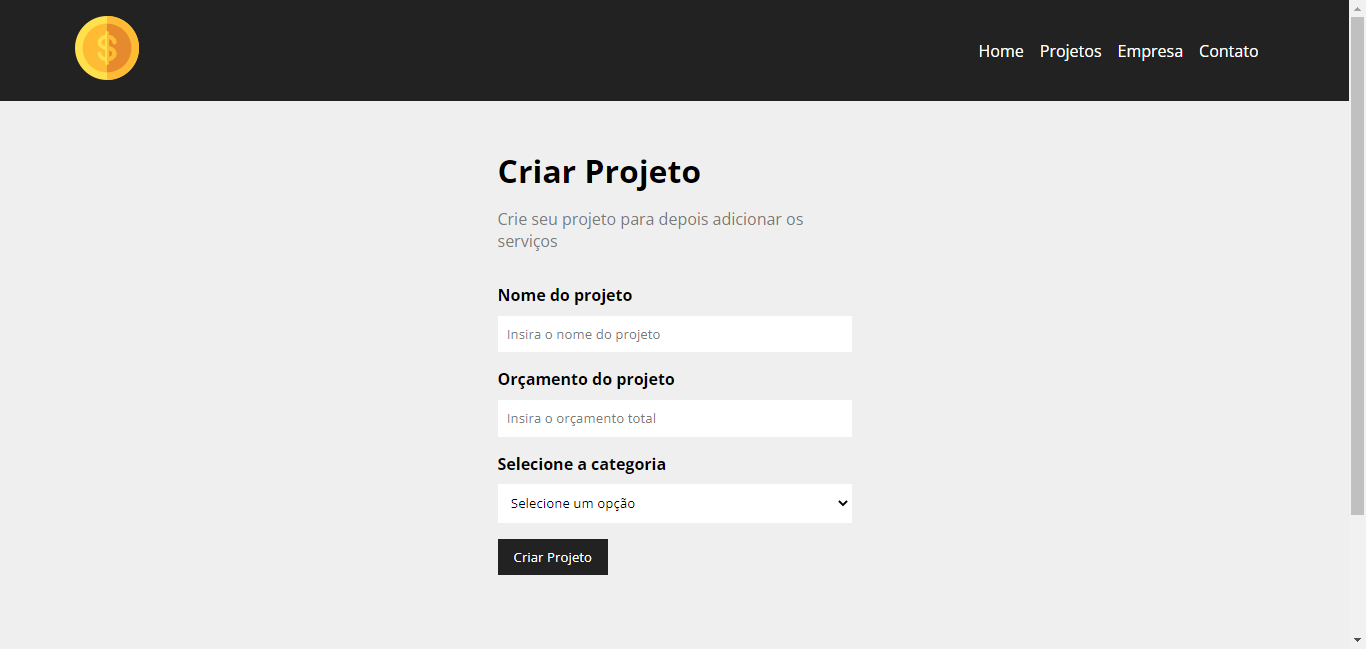 $
Home Projetos Empresa Contato
Criar Projeto
Crie seu projeto para depois adicionar os
serviços
Nome do projeto
Insira o nome do projeto
Orçamento do projeto
Insira o orçamento total
Selecione a categoria
Selecione um opção
Criar Projeto